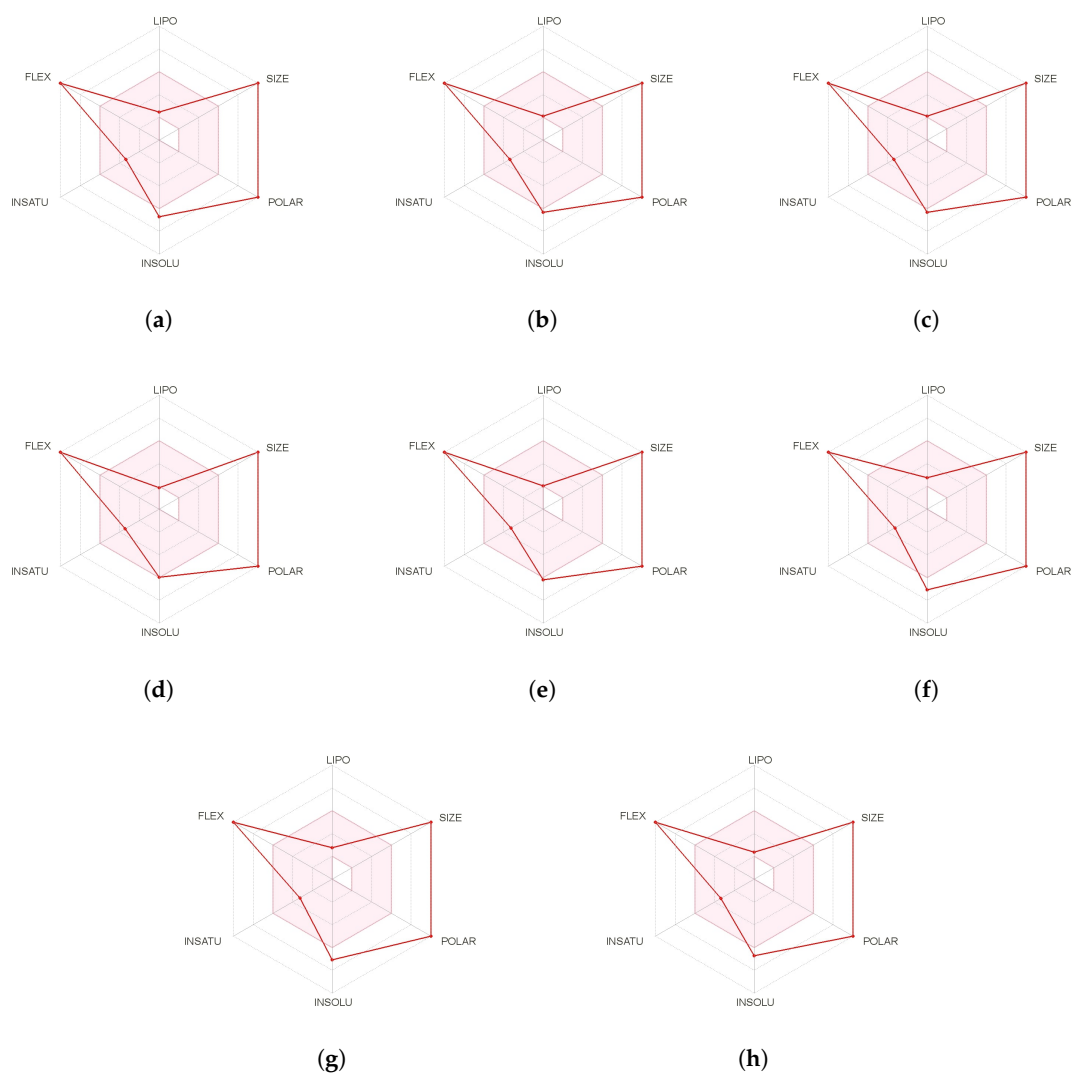 LIPO LIPO LIPO
FLEX SIZE FLEX SIZE FLEX SIZE
INSATU POLAR INSATU POLAR INSATU POLAR
INSOLU INSOLU INSOLU
(a) (b) (c)
LIPO LIPO LIPO
FLEX SIZE FLEX SIZE FLEX SIZE
INSATU POLAR INSATU POLAR INSATU POLAR
INSOLU INSOLU INSOLU
(d) (e) (f)
LIPO LIPO
FLEX SIZE FLEX SIZE
INSATU POLAR INSATU POLAR
INSOLU INSOLU
(g) (h)